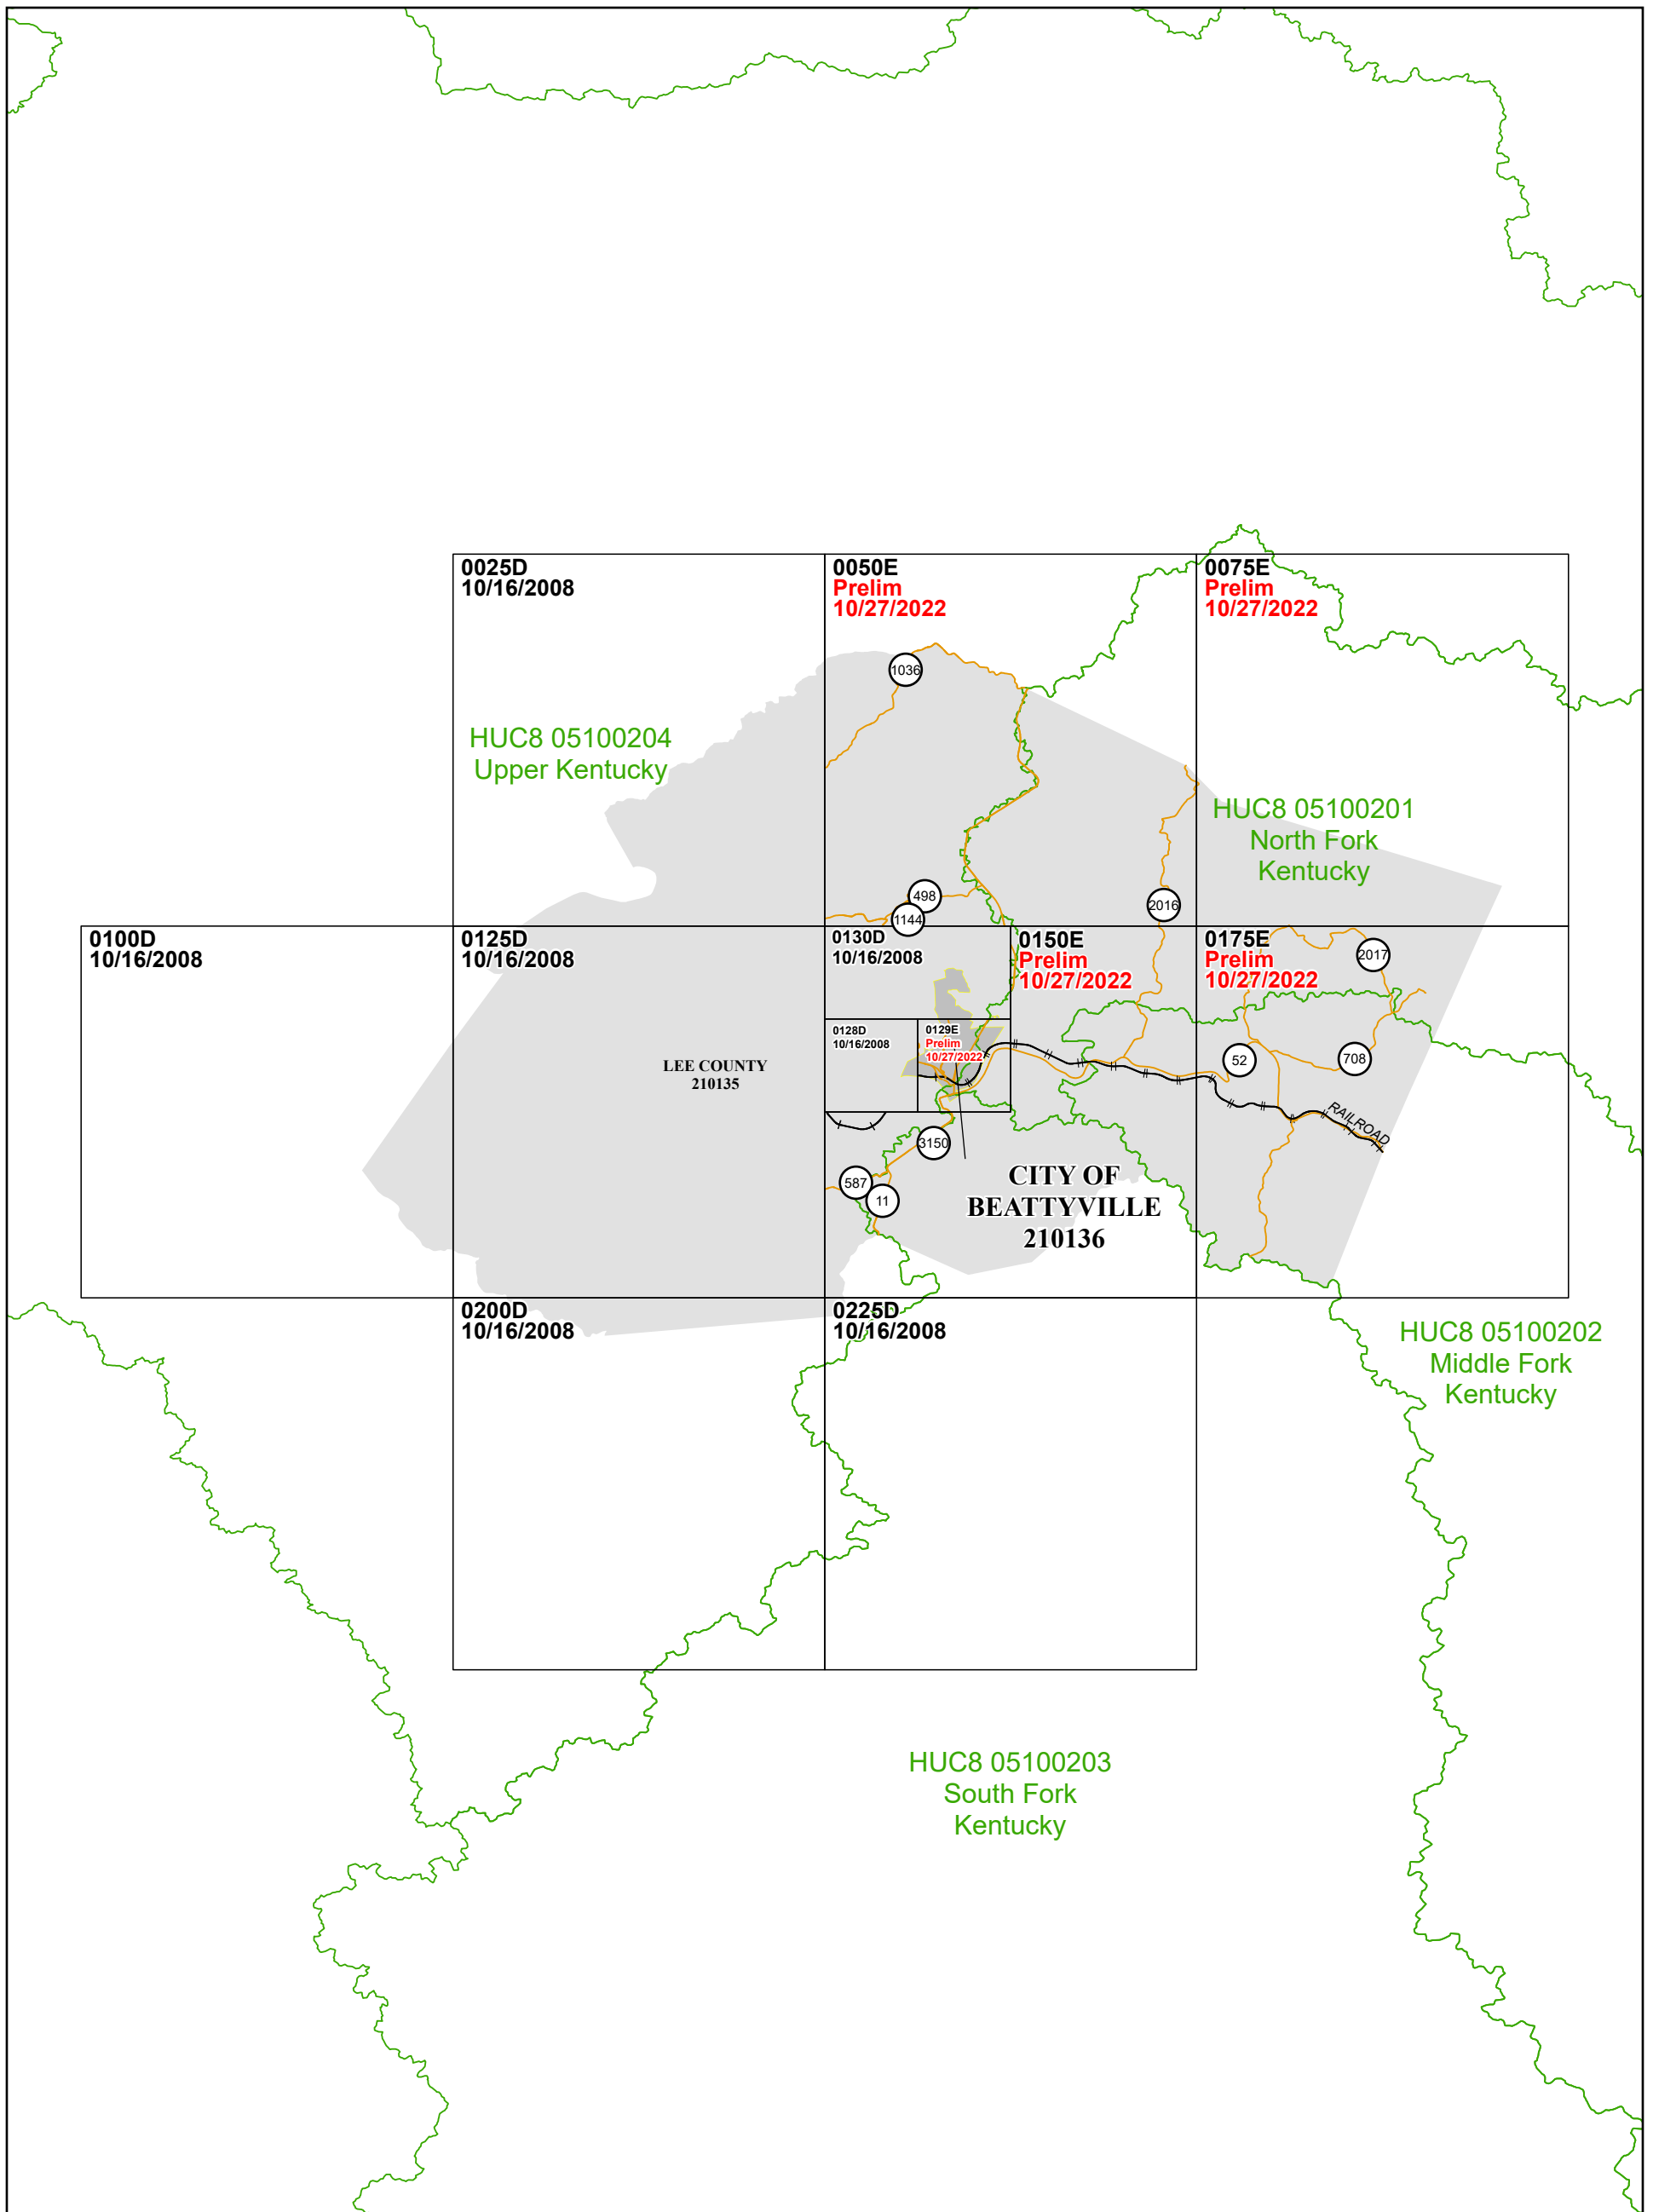 0025D
10/16/2008
0050E
Prelim
10/27/2022
0075E
Prelim
10/27/2022
1036
HUC8 05100204
Upper Kentucky
HUC8 05100201
North Fork
Kentucky
498
1144
2016
0100D
10/16/2008
0125D
10/16/2008
0130D
10/16/2008
0150E
Prelim
10/27/2022
0175E
Prelim
10/27/2022
2017
0128D
10/16/2008
0129E
Prelim
10/27/2022
LEE COUNTY
210135
52
708
RAILROAD
3150
587
11
CITY OF
BEATTYVILLE
210136
0200D
10/16/2008
0225D
10/16/2008
HUC8 05100202
Middle Fork
Kentucky
HUC8 05100203
South Fork
Kentucky